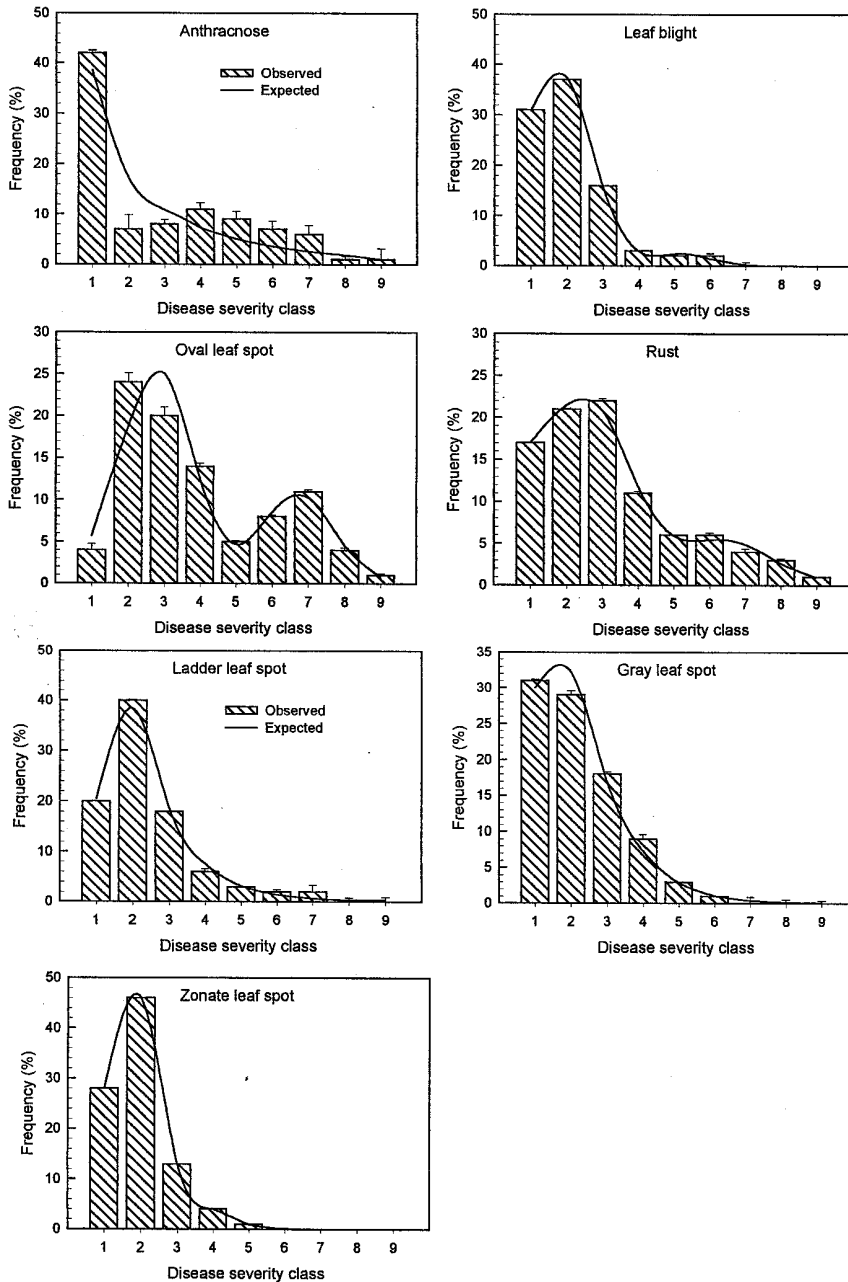 Anthracnose
Observed
Expected
Frequency (%)
50
40
30
20
10
0
1 2 3 4 5 6 7 8 9
Disease severity class
Leaf blight
Frequency (%)
50
40
30
20
10
0
1 2 3 4 5 6 7 8 9
Disease severity class
Oval leaf spot
Frequency (%)
30
25
20
15
10
5
0
1 2 3 4 5 6 7 8 9
Disease severity class
Rust
Frequency (%)
30
25
20
15
10
5
0
1 2 3 4 5 6 7 8 9
Disease severity class
Ladder leaf spot
Observed
Expected
Frequency (%)
50
40
30
20
10
0
1 2 3 4 5 6 7 8 9
Disease severity class
Gray leaf spot
Frequency (%)
35
30
25
20
15
10
5
0
1 2 3 4 5 6 7 8 9
Disease severity class
Zonate leaf spot
Frequency (%)
50
40
30
20
10
0
1 2 3 4 5 6 7 8 9
Disease severity class